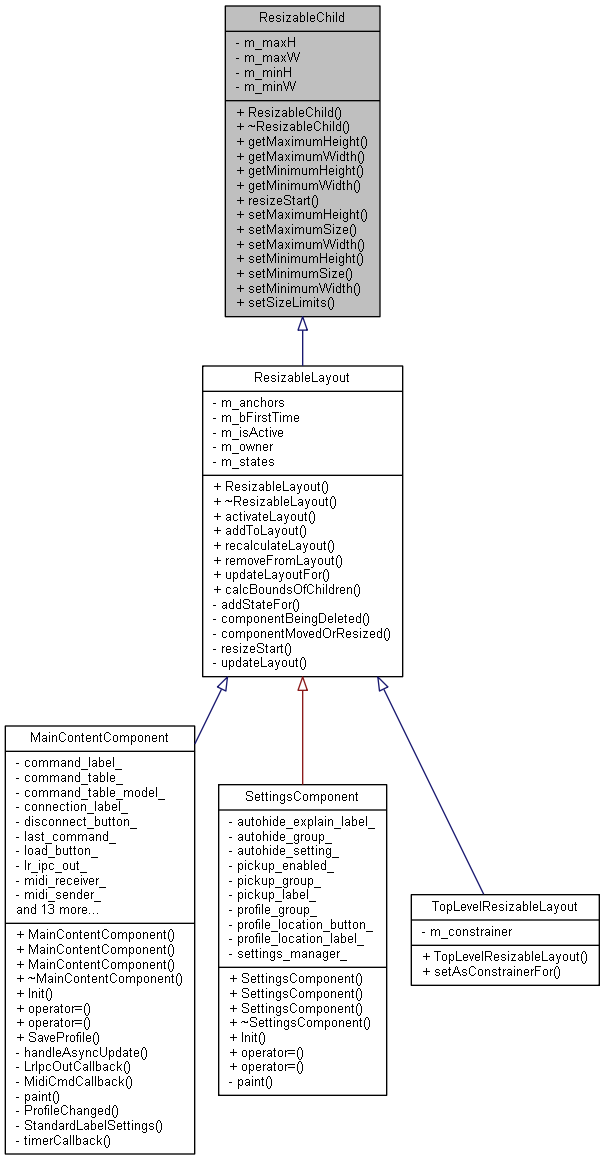 ResizableChild
- m_maxH
- m_maxW
- m_minH
- m_minW
+ ResizableChild()
+ ~ResizableChild()
+ getMaximumHeight()
+ getMaximumWidth()
+ getMinimumHeight()
+ getMinimumWidth()
+ resizeStart()
+ setMaximumHeight()
+ setMaximumSize()
+ setMaximumWidth()
+ setMinimumHeight()
+ setMinimumSize()
+ setMinimumWidth()
+ setSizeLimits()
ResizableLayout
- m_anchors
- m_bFirstTime
- m_isActive
- m_owner
- m_states
+ ResizableLayout()
+ ~ResizableLayout()
+ activateLayout()
+ addToLayout()
+ recalculateLayout()
+ removeFromLayout()
+ updateLayoutFor()
+ calcBoundsOfChildren()
- addStateFor()
- componentBeingDeleted()
- componentMovedOrResized()
- resizeStart()
- updateLayout()
MainContentComponent
- command_label_
- command_table_
- command_table_model_
- connection_label_
- disconnect_button_
- last_command_
- load_button_
- lr_ipc_out_
- midi_receiver_
- midi_sender_
and 13 more...
+ MainContentComponent()
+ MainContentComponent()
+ MainContentComponent()
+ ~MainContentComponent()
+ Init()
+ operator=()
+ operator=()
+ SaveProfile()
- handleAsyncUpdate()
- LrIpcOutCallback()
- MidiCmdCallback()
- paint()
- ProfileChanged()
- StandardLabelSettings()
- timerCallback()
SettingsComponent
- autohide_explain_label_
- autohide_group_
- autohide_setting_
- pickup_enabled_
- pickup_group_
- pickup_label_
- profile_group_
- profile_location_button_
- profile_location_label_
- settings_manager_
+ SettingsComponent()
+ SettingsComponent()
+ SettingsComponent()
+ ~SettingsComponent()
+ Init()
+ operator=()
+ operator=()
- paint()
TopLevelResizableLayout
- m_constrainer
+ TopLevelResizableLayout()
+ setAsConstrainerFor()